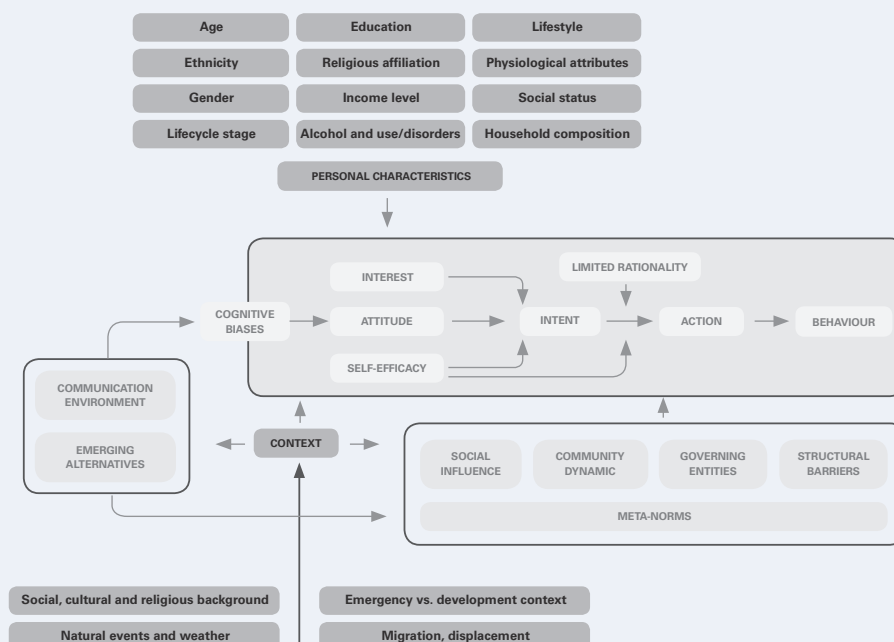 Age
Education
Lifestyle
Ethnicity
Religious affiliation
Physiological attributes
Gender
Income level
Social status
Lifecycle stage
Alcohol and use/disorders
Household composition
PERSONAL CHARACTERISTICS
INTEREST
LIMITED RATIONALITY
COGNITIVE
BIASES
ATTITUDE
INTENT
ACTION
BEHAVIOUR
SELF-EFFICACY
COMMUNICATION
ENVIRONMENT
EMERGING
ALTERNATIVES
CONTEXT
SOCIAL
INFLUENCE
COMMUNITY
DYNAMIC
GOVERNING
ENTITIES
STRUCTURAL
BARRIERS
META-NORMS
Social, cultural and religious background
Emergency vs. development context
Natural events and weather
Migration, displacement